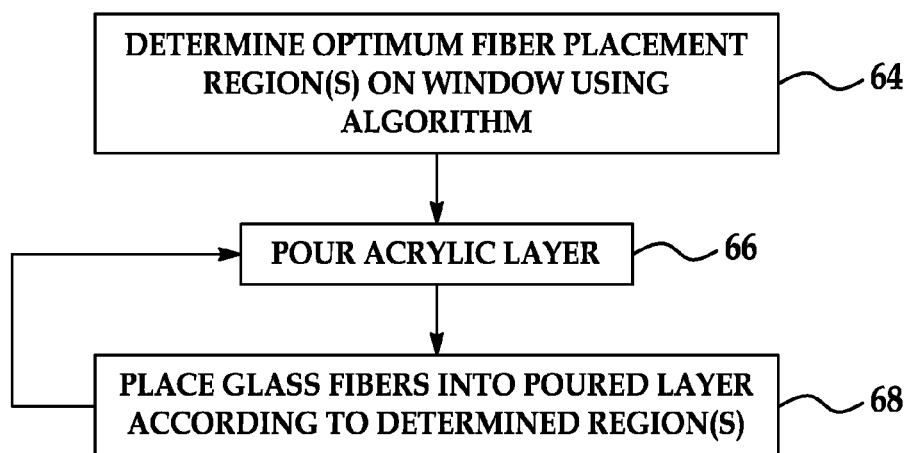 DETERMINE OPTIMUM FIBER PLACEMENT
REGION(S) ON WINDOW USING
ALGORITHM
64
POUR ACRYLIC LAYER
66
PLACE GLASS FIBERS INTO POURED LAYER
ACCORDING TO DETERMINED REGION(S)
68